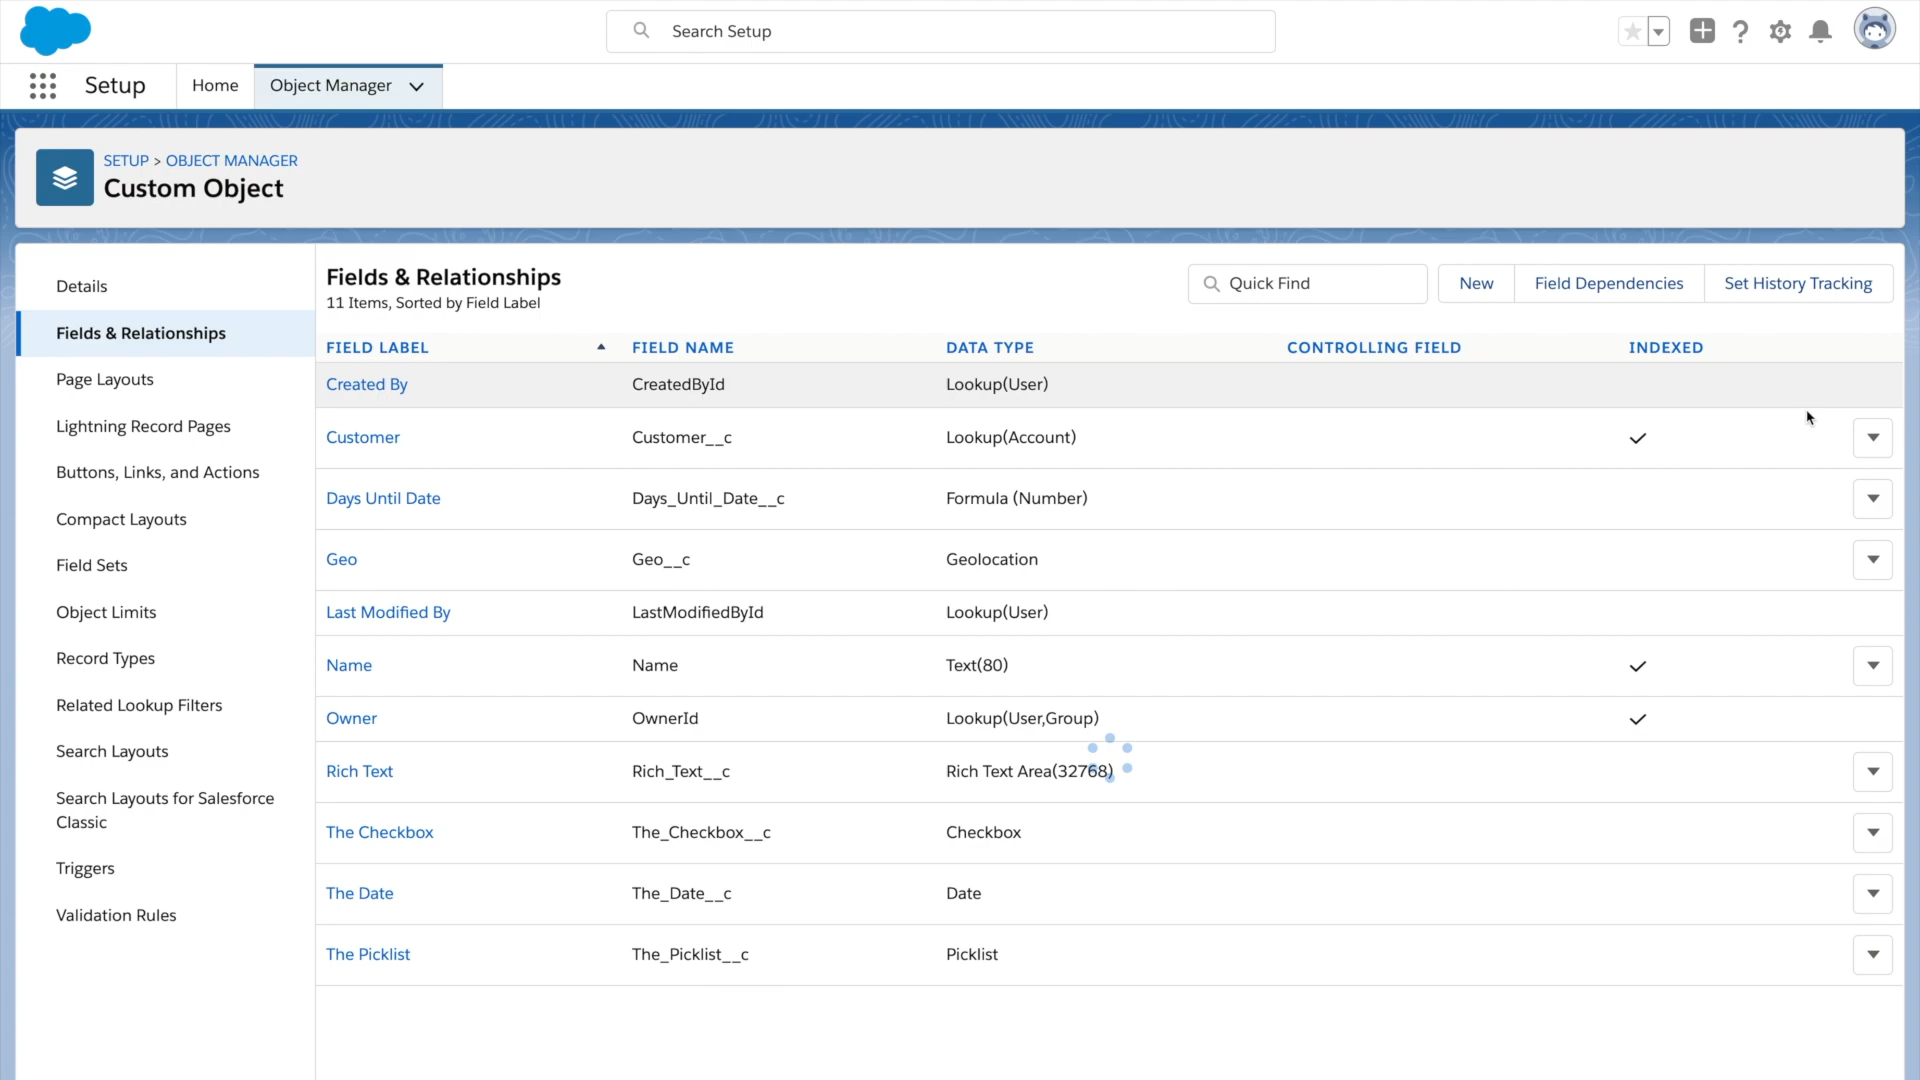 Search Setup
Setup
Home
Object Manager
SETUP > OBJECT MANAGER
Custom Object
Details
Fields & Relationships
Page Layouts
Lightning Record Pages
Buttons, Links, and Actions
Compact Layouts
Field Sets
Object Limits
Record Types
Related Lookup Filters
Search Layouts
Search Layouts for Salesforce
Classic
Triggers
Validation Rules
Fields & Relationships
11 Items, Sorted by Field Label
Quick Find
New
Field Dependencies
Set History Tracking
FIELD LABEL FIELD NAME DATA TYPE CONTROLLING FIELD INDEXED
Created By CreatedById Lookup(User)
Customer Customer__c Lookup(Account)
Days Until Date Days_Until_Date__c Formula (Number)
Geo Geo__c Geolocation
Last Modified By LastModifiedById Lookup(User)
Name Name Text(80)
Owner OwnerId Lookup(User,Group)
Rich Text Rich_Text__c Rich Text Area(32768)
The Checkbox The_Checkbox__c Checkbox
The Date The_Date__c Date
The Picklist The_Picklist__c Picklist